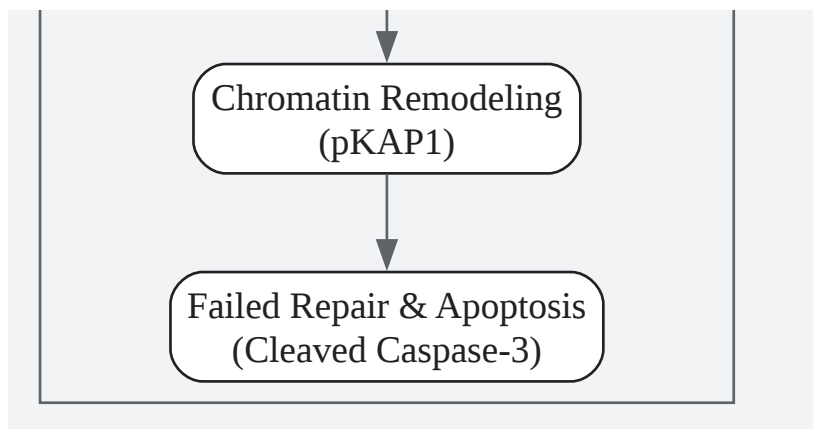 Chromatin Remodeling
(pKAP1)
Failed Repair & Apoptosis
(Cleaved Caspase-3)